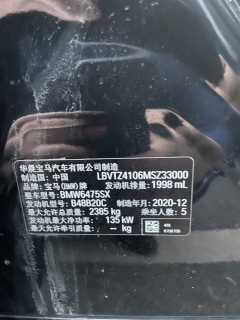 华晨宝马汽车有限公司制造
制造国：中国 LBVTZ4106MSZ33000
品牌：宝马(BMW)牌 发动机排量：1998 mL
整车型号：BMW6475SX
发动机型号：B48B20C 制造年月：2020-12
最大允许总质量：2385 kg 乘坐人数：5
发动机最大净功率：135 kW
最大允许牵引质量：-- kg